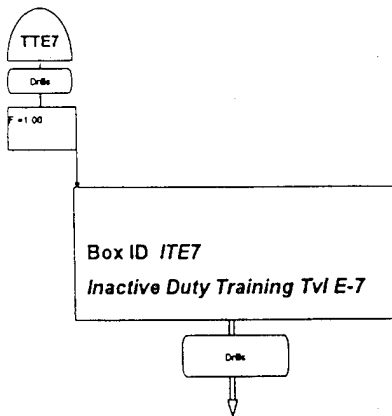 TTE7
Drills
F =1 00
Box ID ITE7
Inactive Duty Training Tvl E-7
Drills